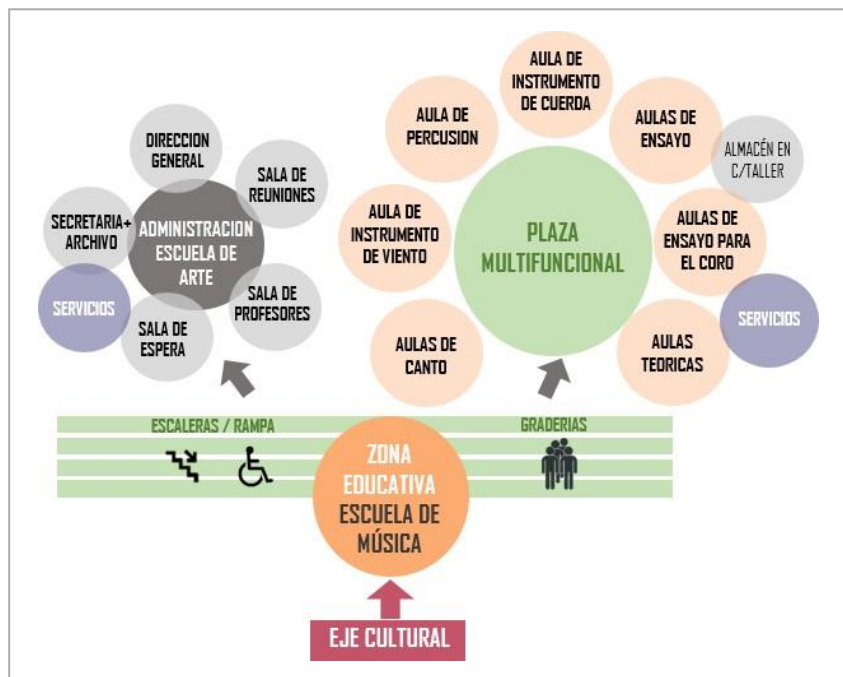 DIRECCION
GENERAL
SALA DE
REUNIONES
SECRETARIA+
ARCHIVO
ADMINISTRACION
ESCUELA DE
ARTE
SERVICIOS
SALA DE
ESPERA
SALA DE
PROFESORES
AULA DE
INSTRUMENTO
DE CUERDA
AULA DE
PERCUSION
AULAS DE
ENSAYO
ALMACÉN EN
C/TALLER
AULA DE
INSTRUMENTO
DE VIENTO
PLAZA
MULTIFUNCIONAL
AULAS DE
ENSAYO PARA
EL CORO
SERVICIOS
AULAS DE
CANTO
AULAS
TEORICAS
ESCALERAS / RAMPA
GRADERIAS
ZONA
EDUCATIVA
ESCUELA DE
MÚSICA
EJE CULTURAL